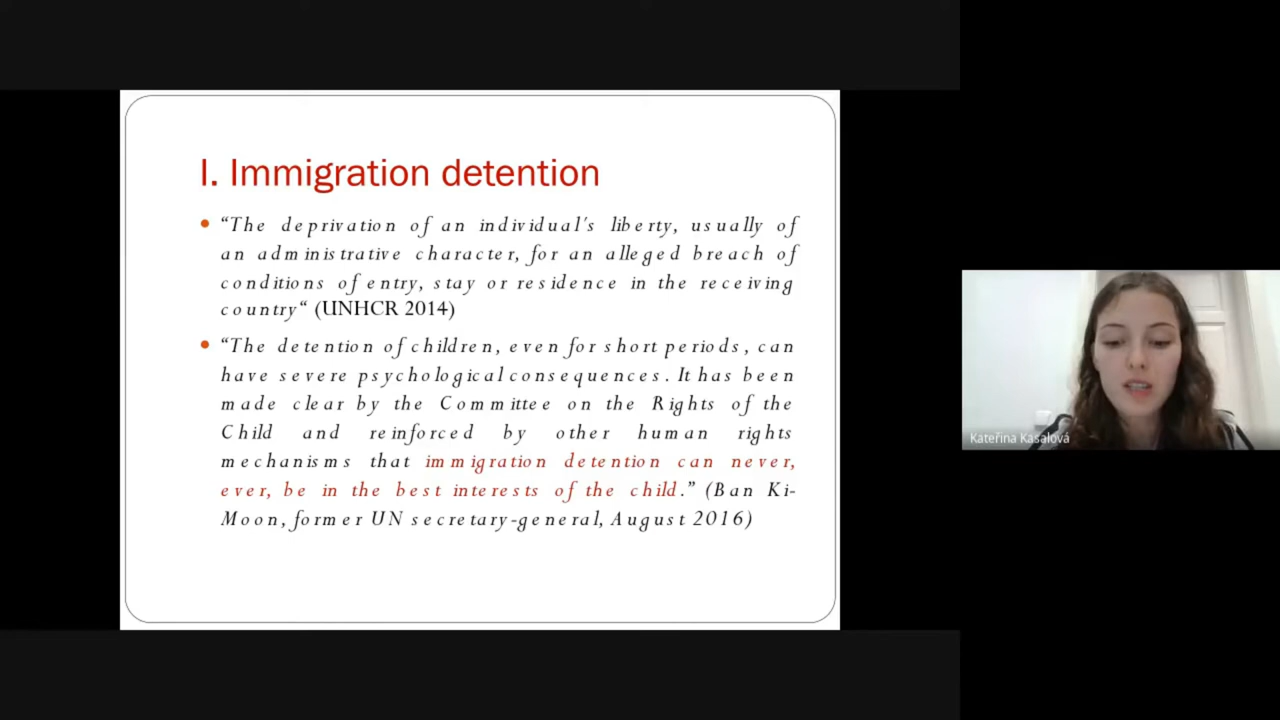 I. Immigration detention
• “The deprivation of an individual's liberty, usually of
an administrative character, for an alleged breach of
conditions of entry, stay or residence in the receiving
country“ (UNHCR 2014)
• “The detention of children, even for short periods, can
have severe psychological consequences. It has been
made clear by the Committee on the Rights of the
Child and reinforced by other human rights
mechanisms that immigration detention can never,
ever, be in the best interests of the child.” (Ban Ki-
Moon, former UN secretary-general, August 2016)
Kateřina Kasalová